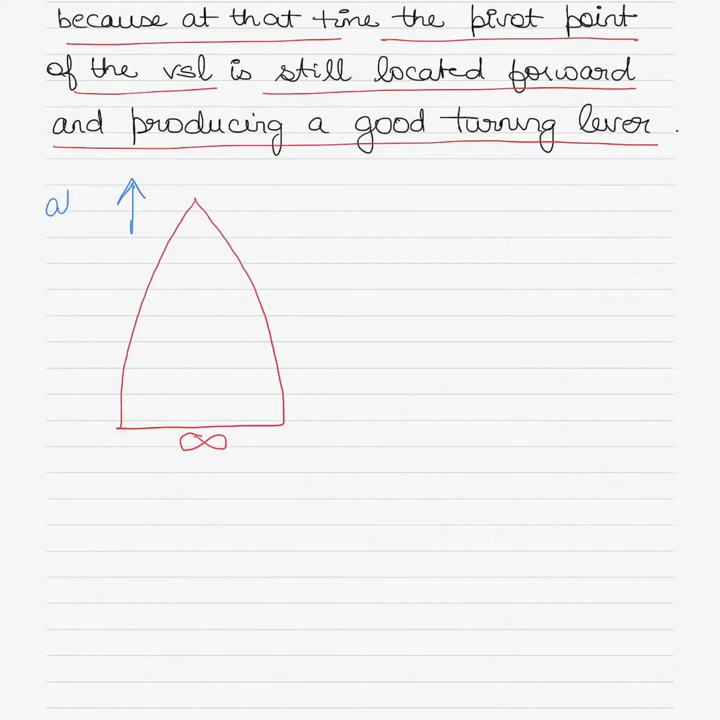 because at that time the pivot point
of the vsl is still located forward
and producing a good turning lever.
a)